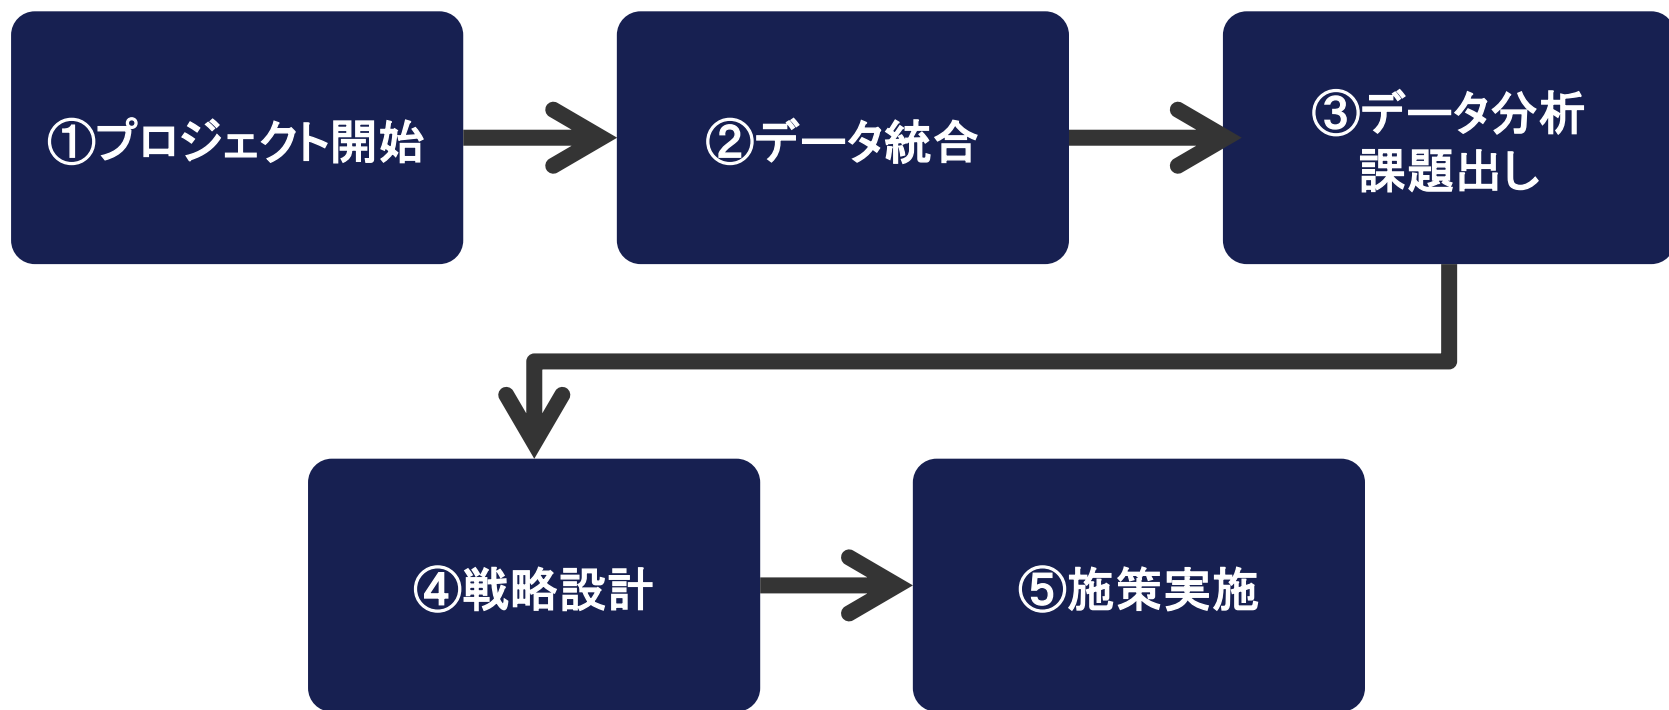 ①プロジェクト開始
②データ統合
③データ分析
課題出し
④戦略設計
⑤施策実施